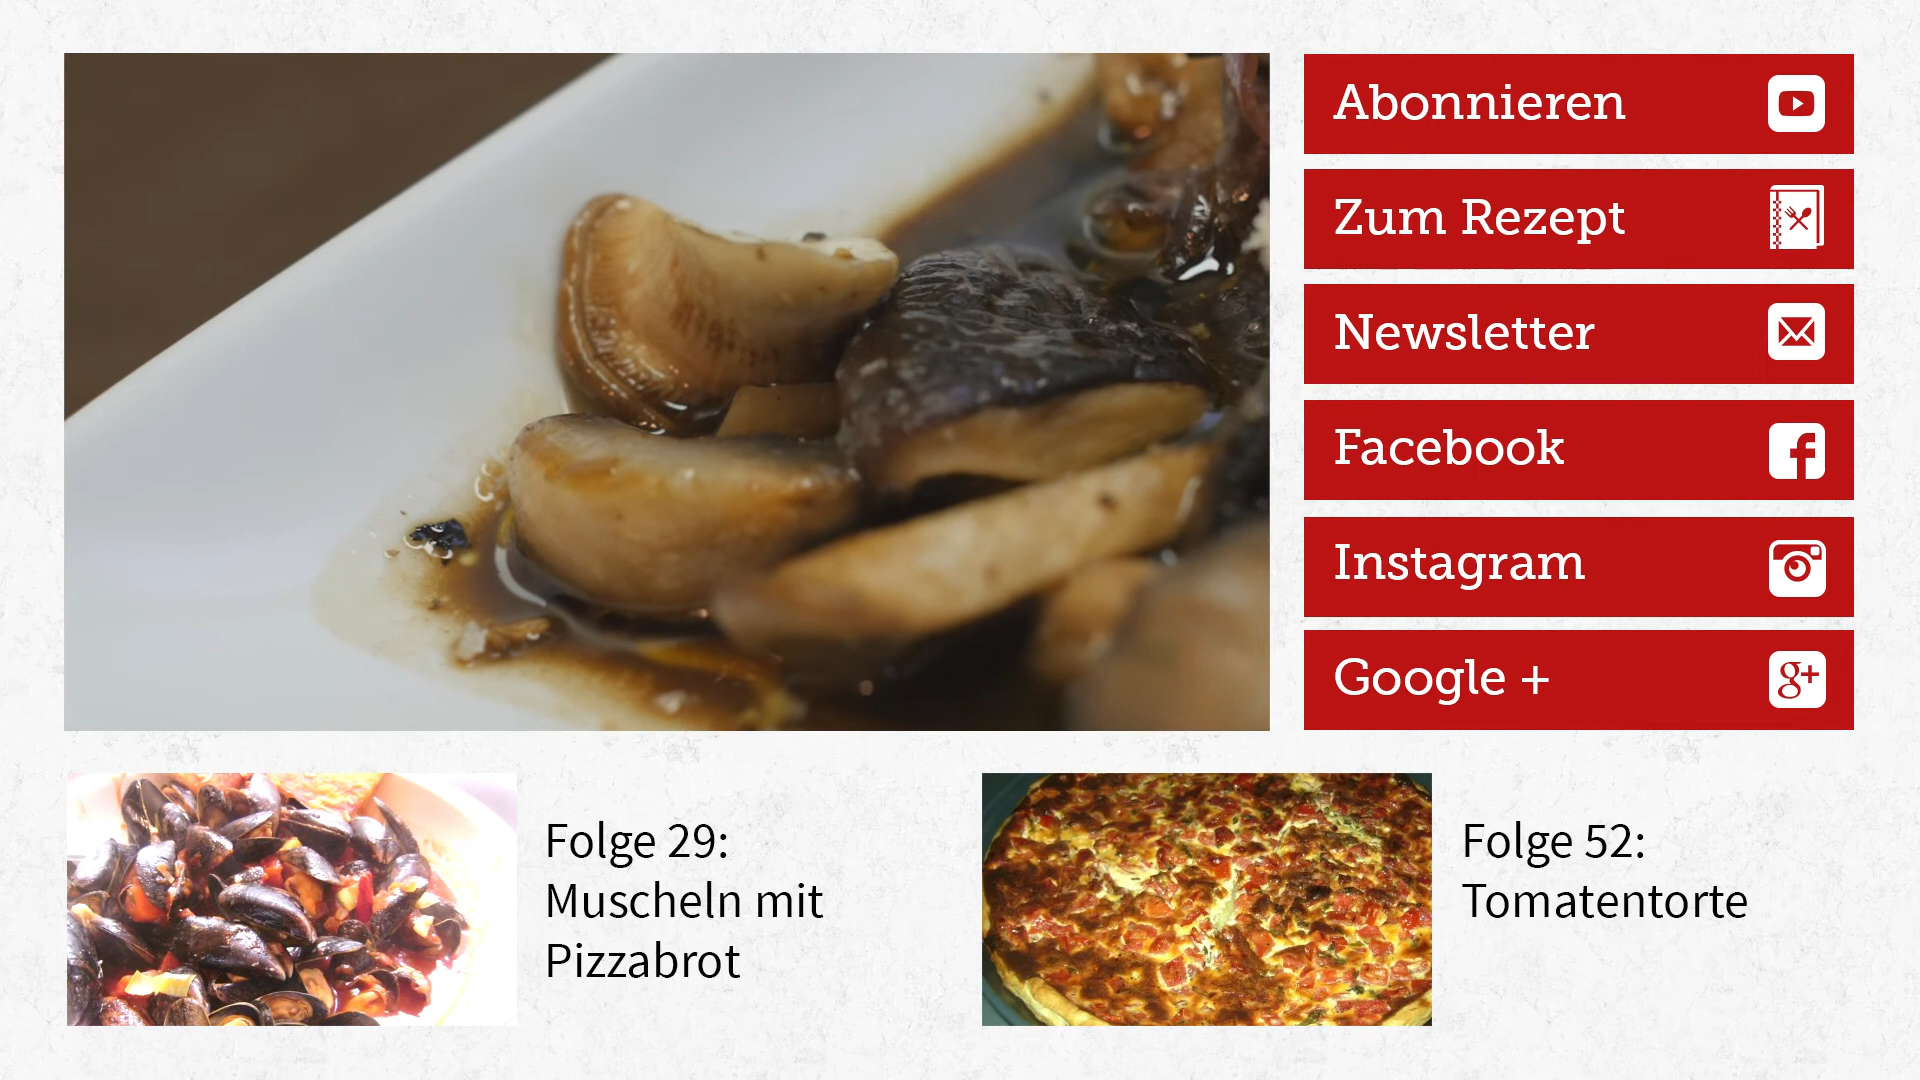 Abonnieren
Zum Rezept
Newsletter
Facebook
Instagram
Google +
g+
Folge 29:
Muscheln mit
Pizzabrot
Folge 52:
Tomatentorte